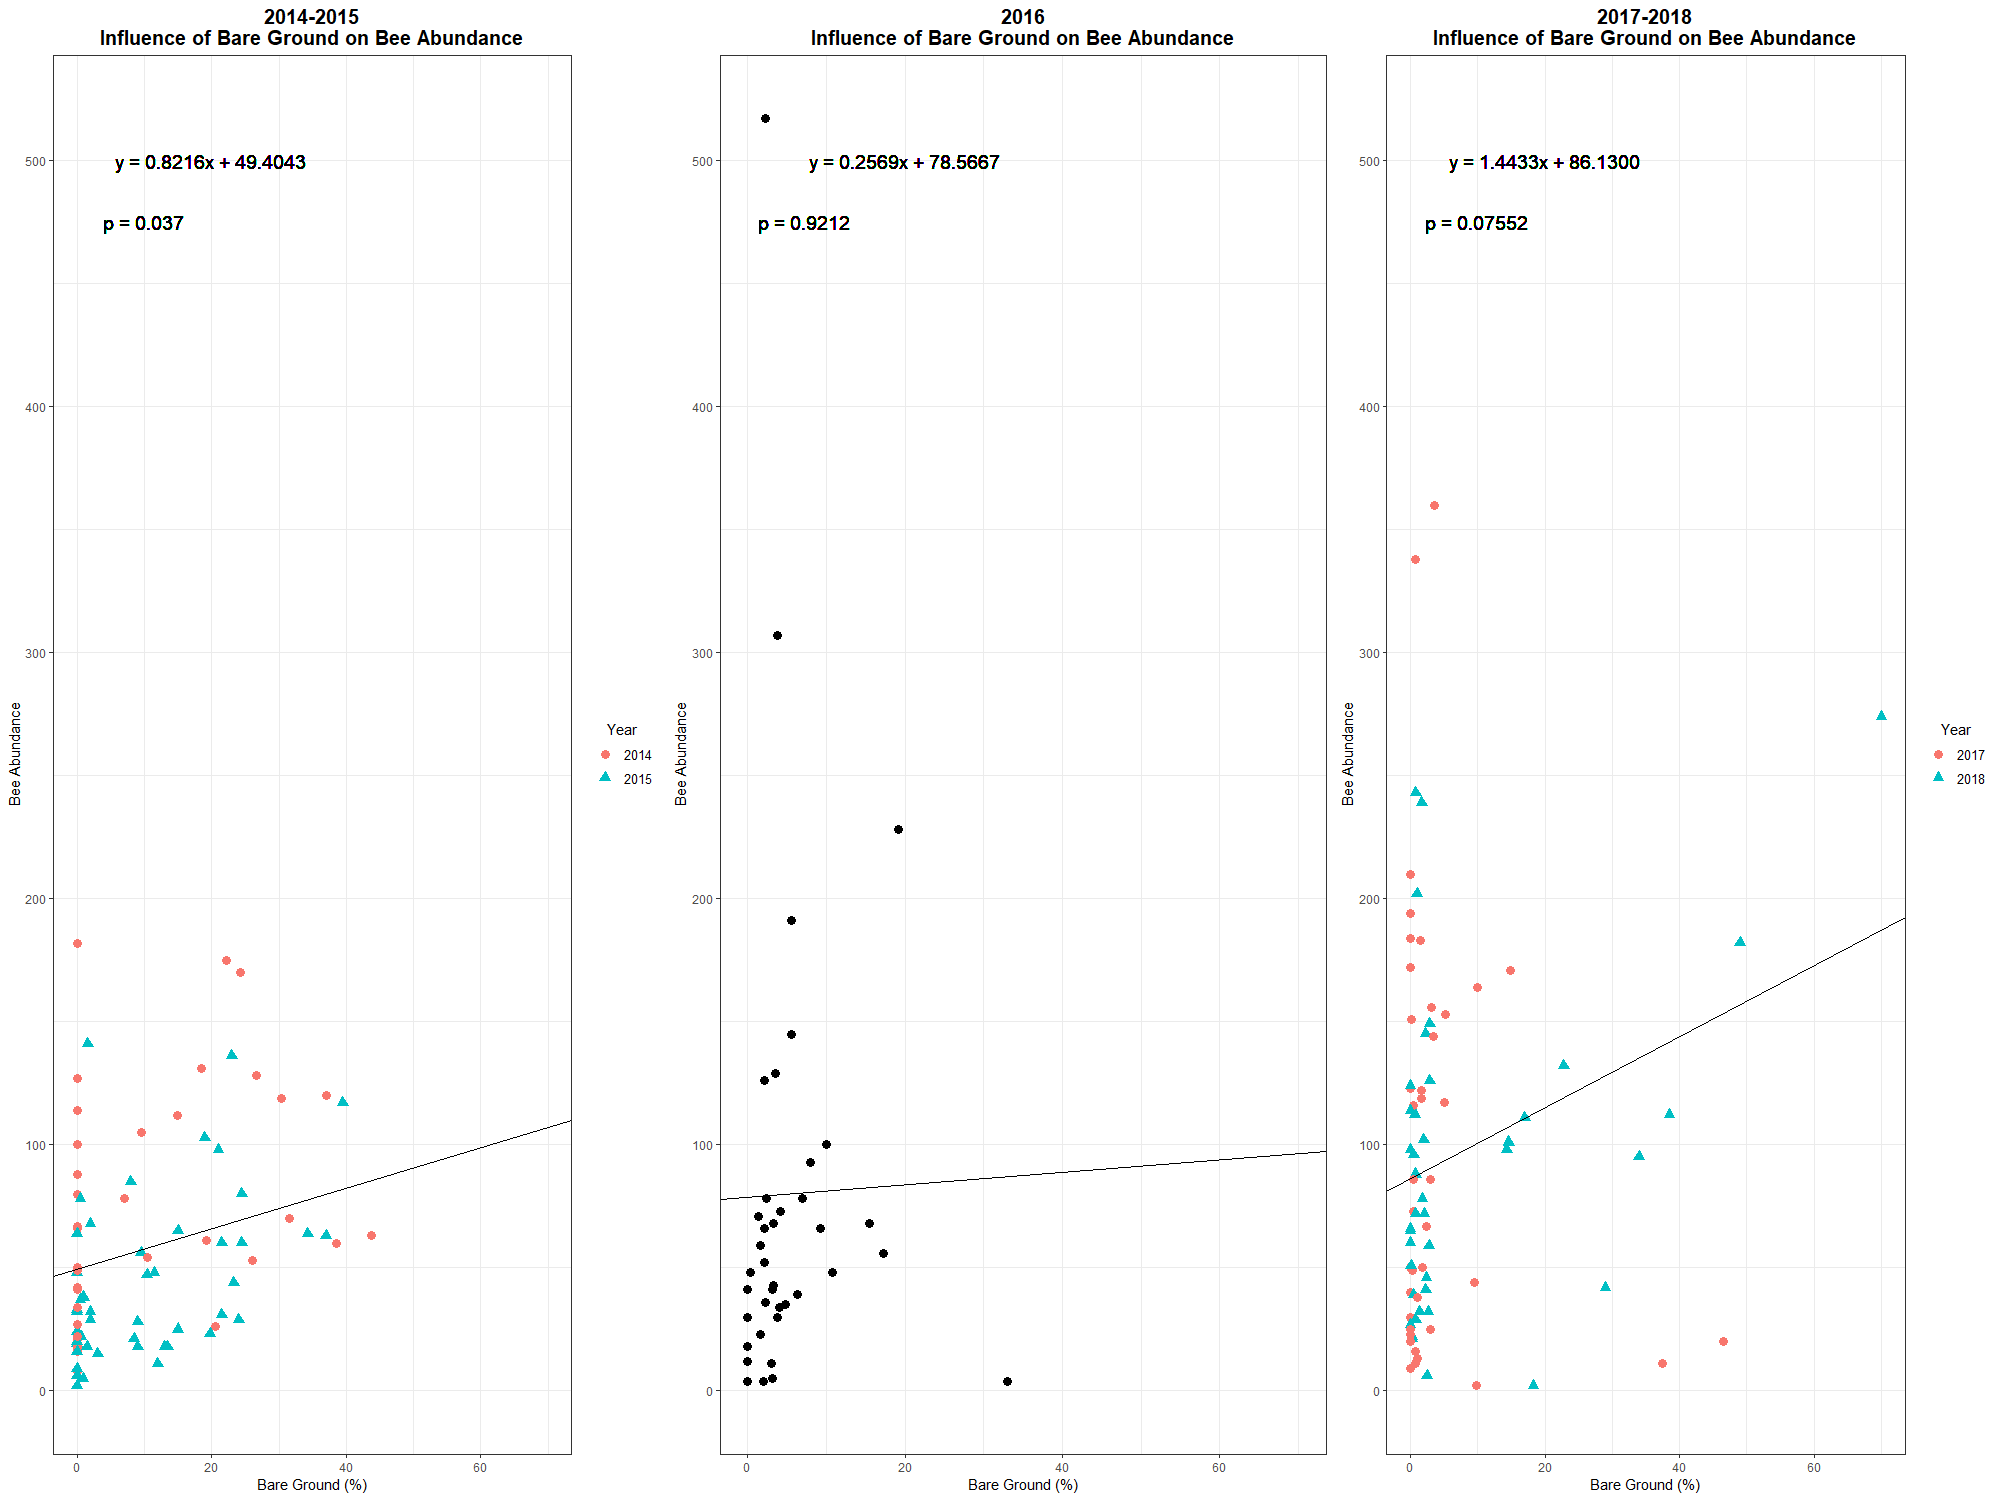 2014-2015
Influence of Bare Ground on Bee Abundance
y = 0.8216x + 49.4043
p = 0.037
500
400
300
200
100
0
Bee Abundance
0 20 40 60
Bare Ground (%)
Year
2014
2015
2016
Influence of Bare Ground on Bee Abundance
y = 0.2569x + 78.5667
p = 0.9212
500
400
300
200
100
0
Bee Abundance
0 20 40 60
Bare Ground (%)
2017-2018
Influence of Bare Ground on Bee Abundance
y = 1.4433x + 86.1300
p = 0.07552
500
400
300
200
100
0
Bee Abundance
0 20 40 60
Bare Ground (%)
Year
2017
2018